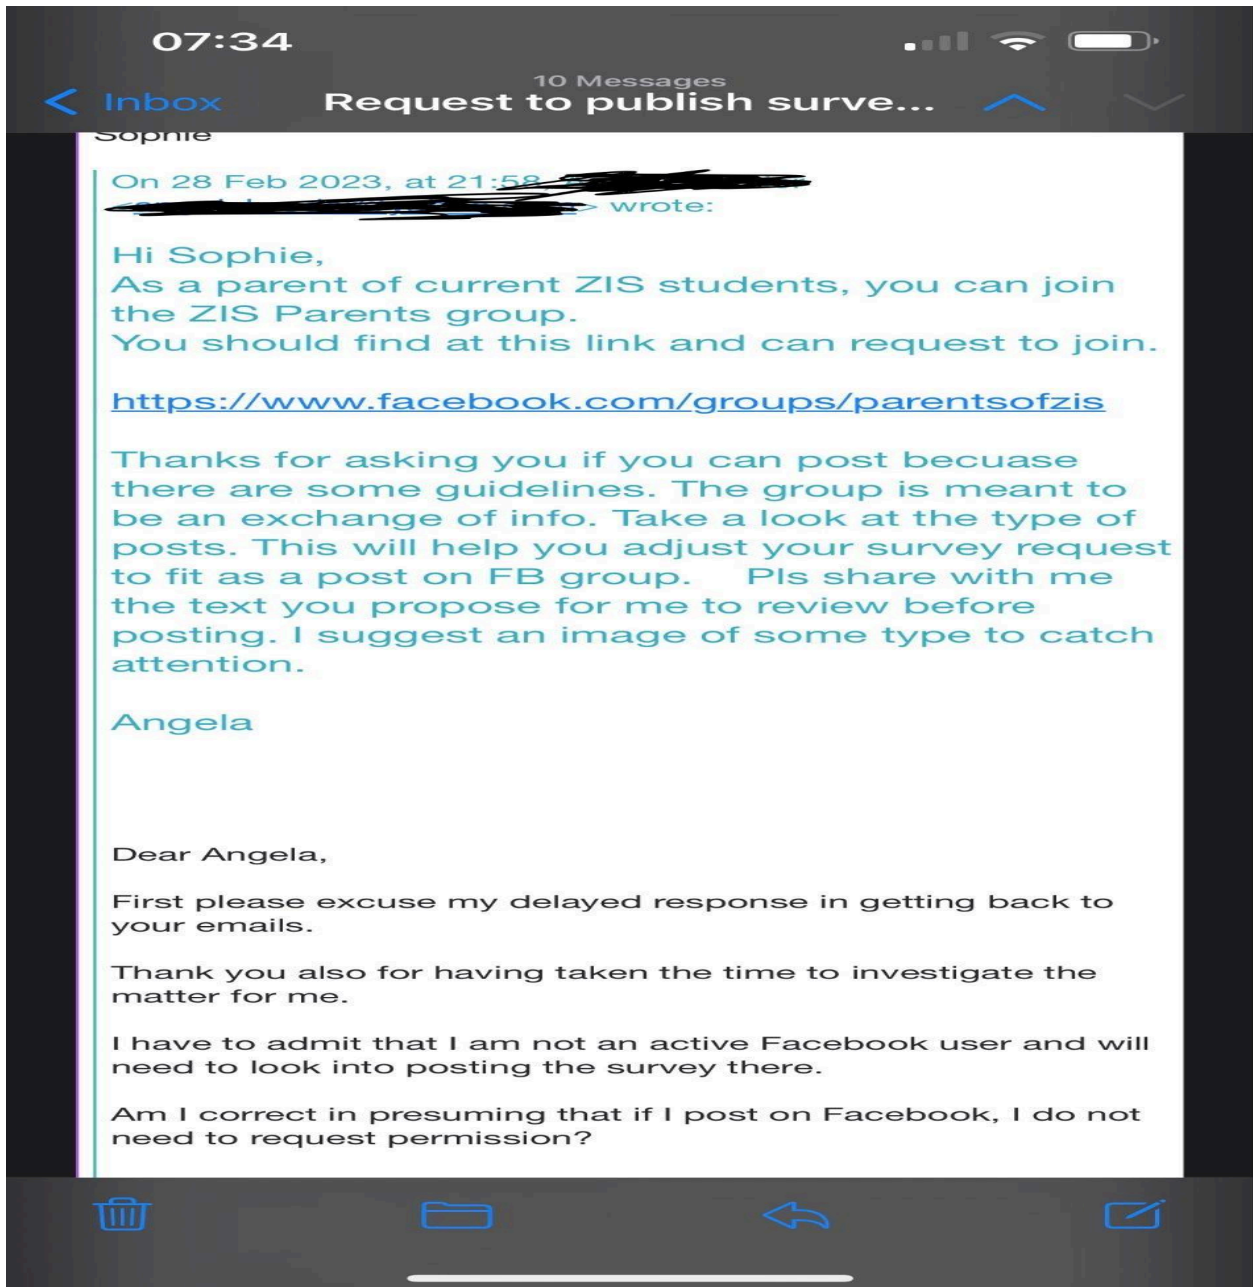 07:34
10 Messages
Inbox
Request to publish surve...
Sophie
On 28 Feb 2023, at 21:58
wrote:
Hi Sophie,
As a parent of current ZIS students, you can join
the ZIS Parents group.
You should find at this link and can request to join.
https://www.facebook.com/groups/parentsofzis
Thanks for asking you if you can post becuase
there are some guidelines. The group is meant to
be an exchange of info. Take a look at the type of
posts. This will help you adjust your survey request
to fit as a post on FB group. Pls share with me
the text you propose for me to review before
posting. I suggest an image of some type to catch
attention.
Angela
Dear Angela,
First please excuse my delayed response in getting back to
your emails.
Thank you also for having taken the time to investigate the
matter for me.
I have to admit that I am not an active Facebook user and will
need to look into posting the survey there.
Am I correct in presuming that if I post on Facebook, I do not
need to request permission?